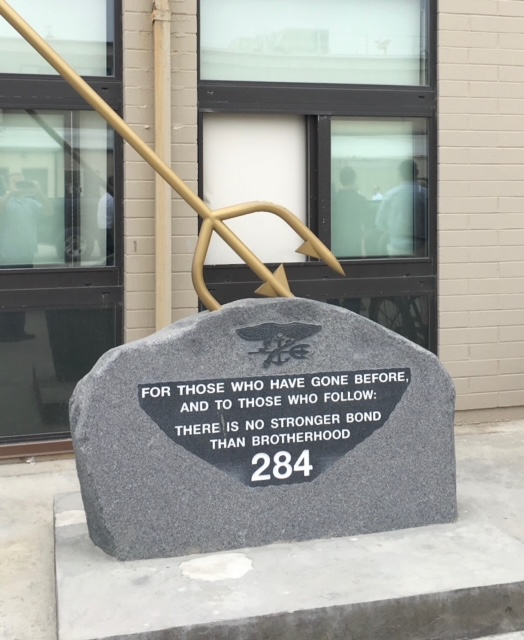 FOR THOSE WHO HAVE GONE BEFORE,
AND TO THOSE WHO FOLLOW:
THERE IS NO STRONGER BOND
THAN BROTHERHOOD
284